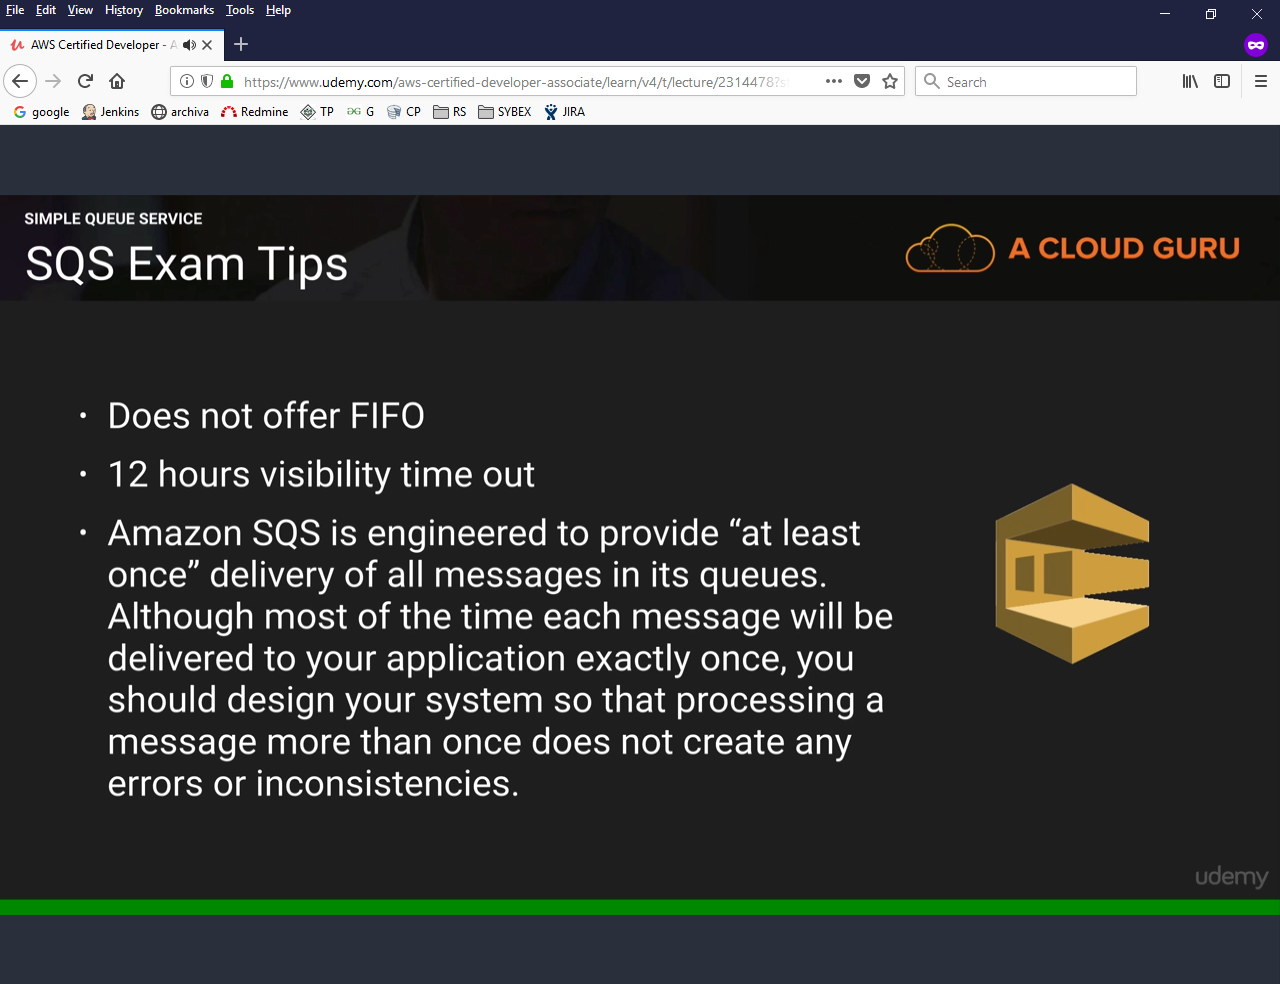 File Edit View History Bookmarks Tools Help
AWS Certified Developer - A
https://www.udemy.com/aws-certified-developer-associate/learn/v4/t/lecture/2314478?s
Search
google Jenkins archiva Redmine TP G CP RS SYBEX JIRA
SIMPLE QUEUE SERVICE
SQS Exam Tips
A CLOUD GURU
• Does not offer FIFO
• 12 hours visibility time out
• Amazon SQS is engineered to provide “at least
once” delivery of all messages in its queues.
Although most of the time each message will be
delivered to your application exactly once, you
should design your system so that processing a
message more than once does not create any
errors or inconsistencies.
udemy